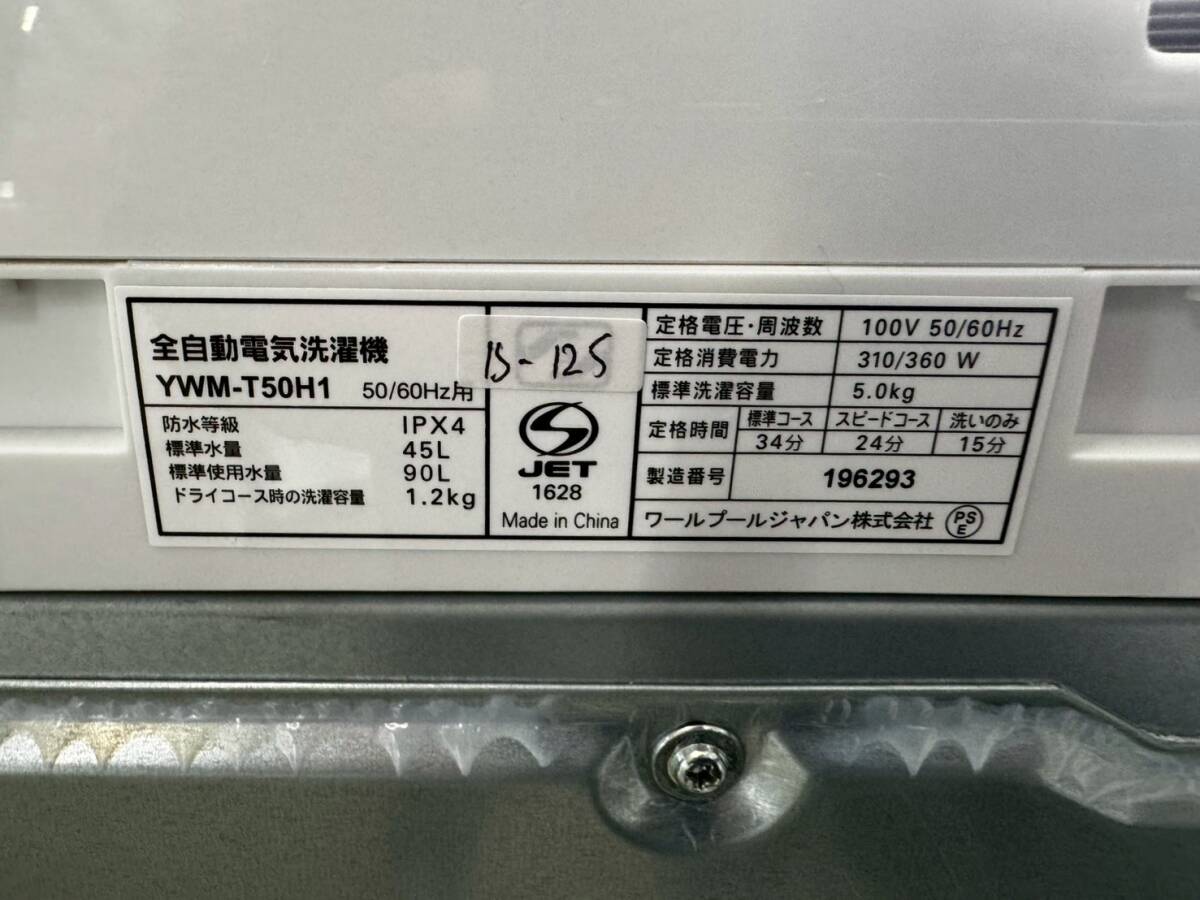 全自動電気洗濯機
YWM-T50H1 50/60Hz用
防水等級 IPX4
標準水量 45L
標準使用水量 90L
ドライコース時の洗濯容量 1.2kg
JET
1628
Made in China
定格電圧・周波数 100V 50/60Hz
定格消費電力 310/360 W
標準洗濯容量 5.0kg
定格時間 標準コース スピードコース 洗いのみ
34分 24分 15分
製造番号 196293
ワールプールジャパン株式会社 PSE